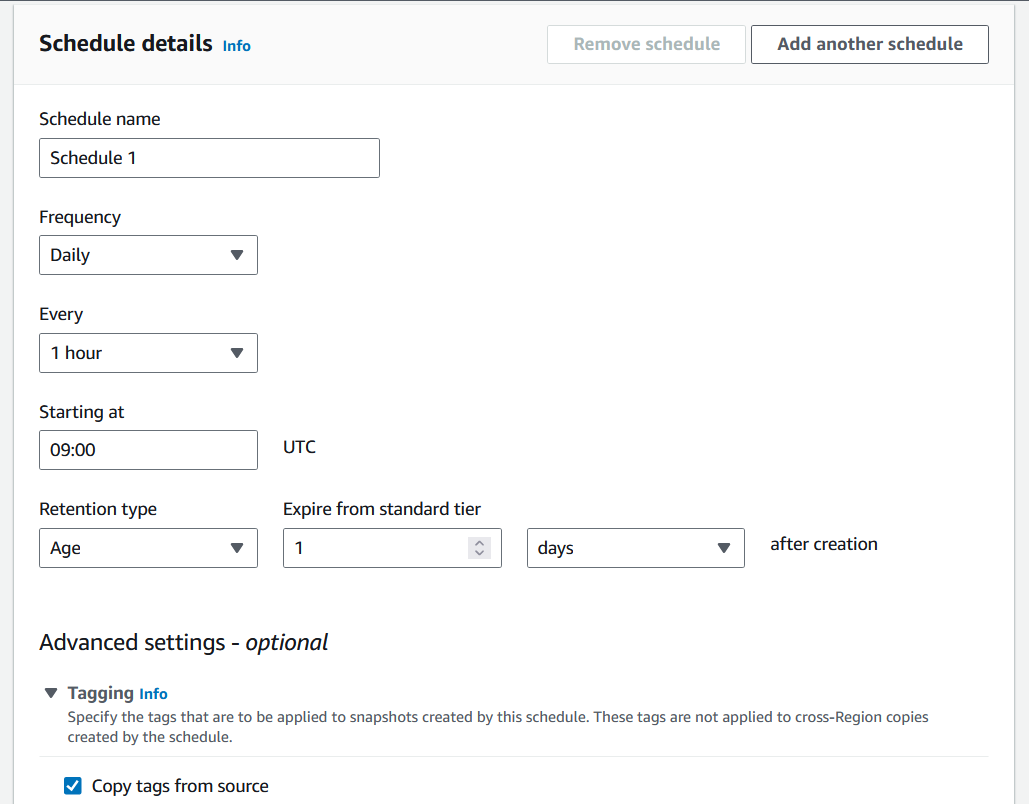 Schedule details Info
Remove schedule
Add another schedule
Schedule name
Schedule 1
Frequency
Daily
Every
1 hour
Starting at
09:00
UTC
Retention type
Expire from standard tier
Age
1
days
after creation
Advanced settings - optional
Tagging Info
Specify the tags that are to be applied to snapshots created by this schedule. These tags are not applied to cross-Region copies
created by the schedule.
Copy tags from source